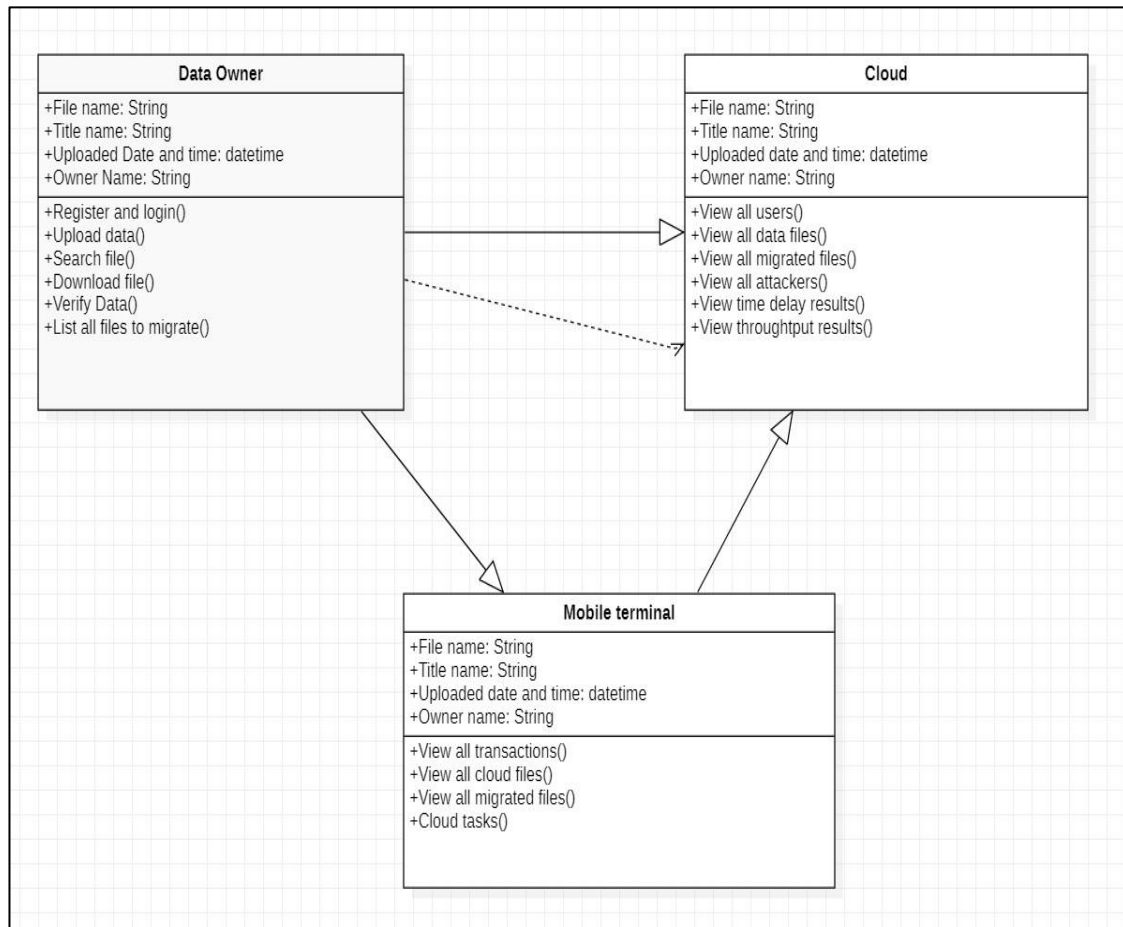 Data Owner
+File name: String
+Title name: String
+Uploaded Date and time: datetime
+Owner Name: String
+Register and login()
+Upload data()
+Search file()
+Download file()
+Verify Data()
+List all files to migrate()
Cloud
+File name: String
+Title name: String
+Uploaded date and time: datetime
+Owner name: String
+View all users()
+View all data files()
+View all migrated files()
+View all attackers()
+View time delay results()
+View throughtput results()
Mobile terminal
+File name: String
+Title name: String
+Uploaded date and time: datetime
+Owner name: String
+View all transactions()
+View all cloud files()
+View all migrated files()
+Cloud tasks()